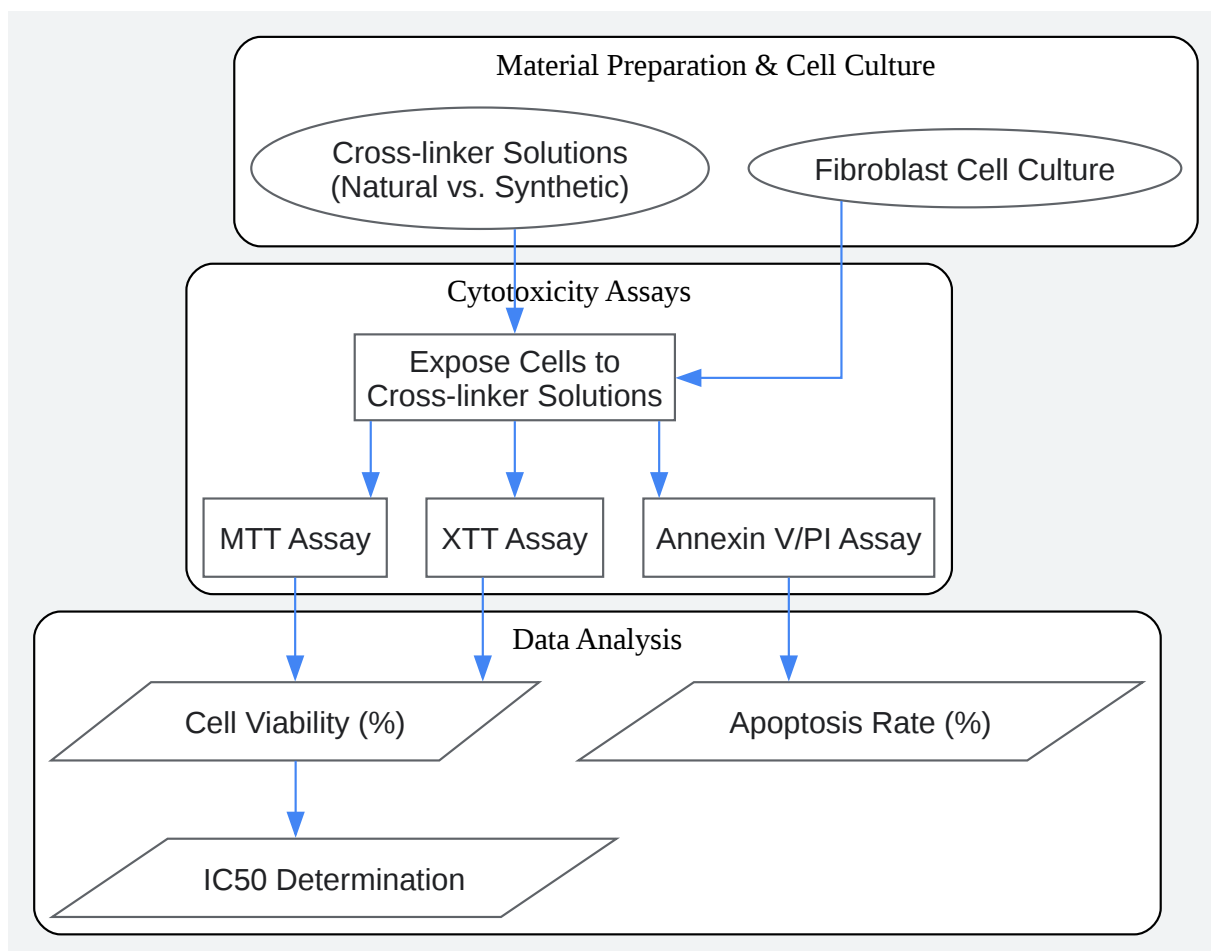 Material Preparation & Cell Culture
Cross-linker Solutions
(Natural vs. Synthetic)
Fibroblast Cell Culture
Cytotoxicity Assays
Expose Cells to
Cross-linker Solutions
MTT Assay
XTT Assay
Annexin V/PI Assay
Data Analysis
Cell Viability (%)
Apoptosis Rate (%)
IC50 Determination